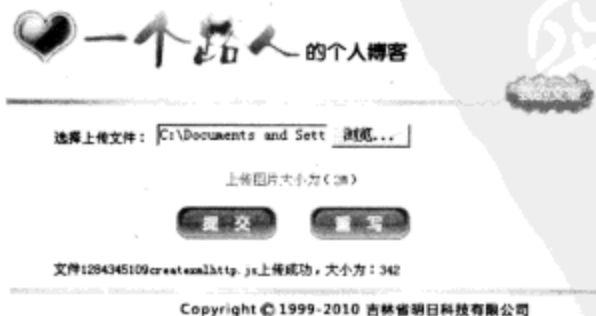 一个路人的个人博客
我的文章
选择上传文件： C:\Documents and Sett 浏览...
上传图片大小为（2M）
提 交 重 写
文件1284345109createxmlhttp.js上传成功，大小为：342
Copyright © 1999-2010 吉林省明日科技有限公司